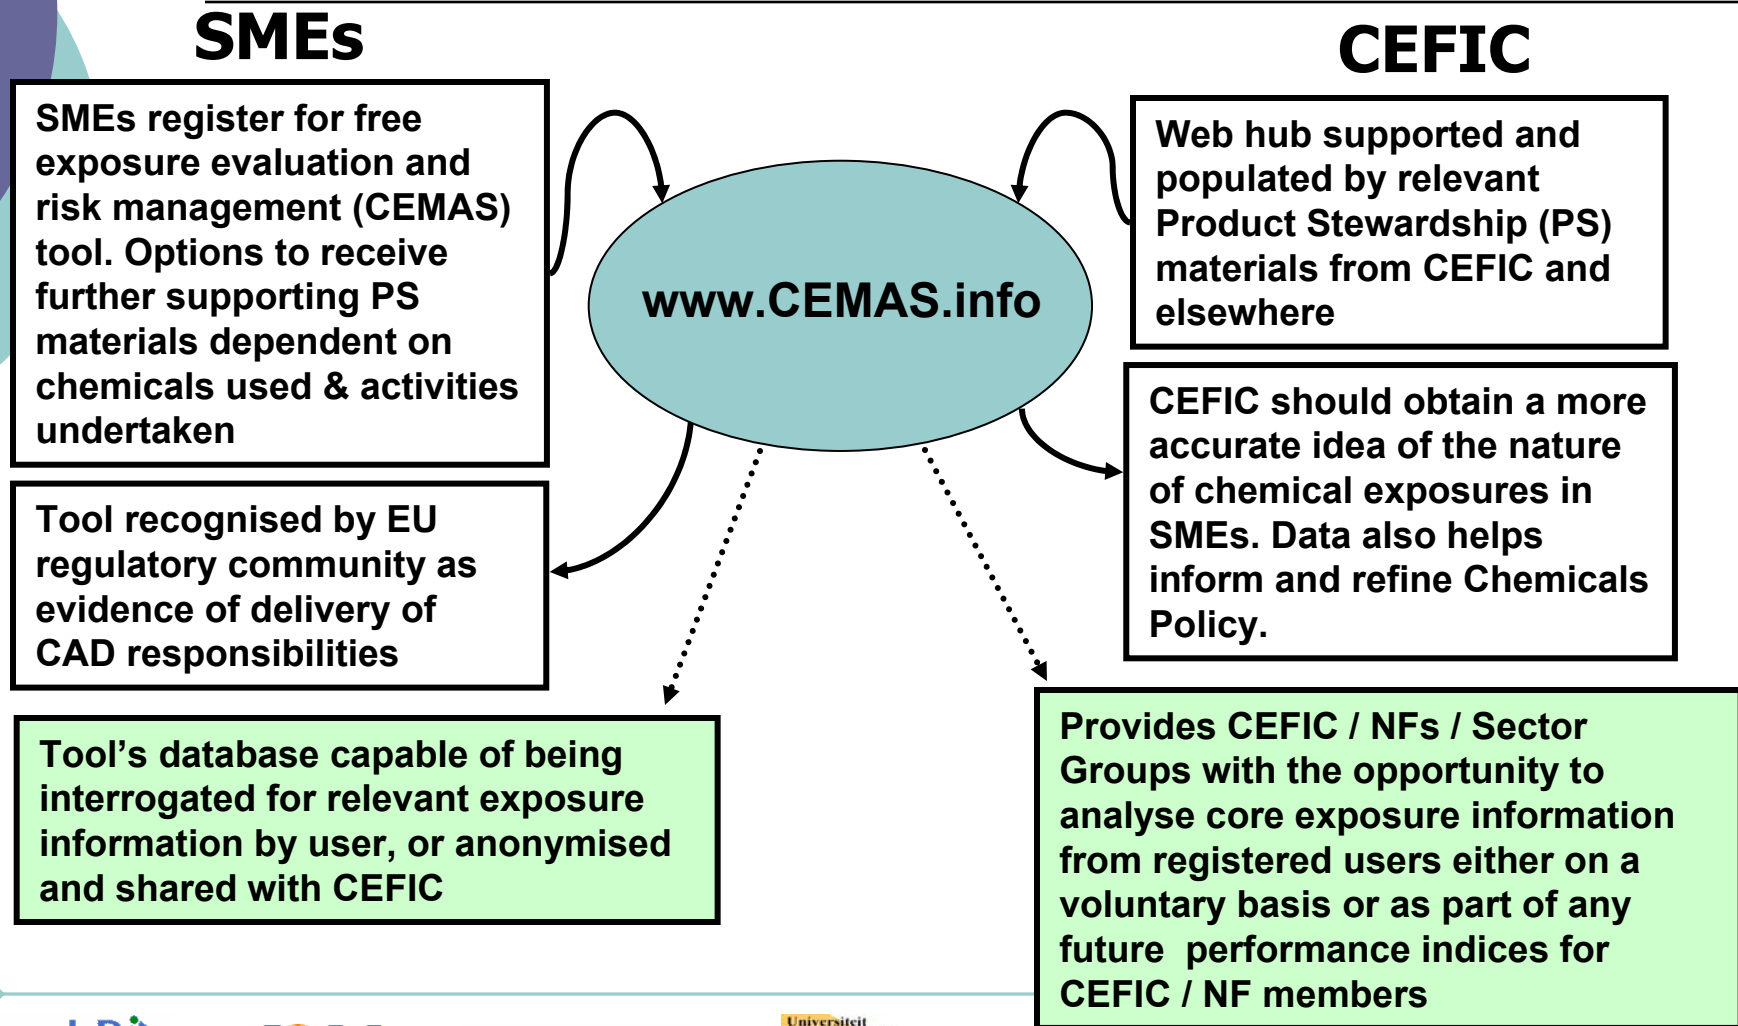 SMEs
SMEs register for free
exposure evaluation and
risk management (CEMAS)
tool. Options to receive
further supporting PS
materials dependent on
chemicals used & activities
undertaken
Tool recognised by EU
regulatory community as
evidence of delivery of
CAD responsibilities
Tool’s database capable of being
interrogated for relevant exposure
information by user, or anonymised
and shared with CEFIC
www.CEMAS.info
CEFIC
Web hub supported and
populated by relevant
Product Stewardship (PS)
materials from CEFIC and
elsewhere
CEFIC should obtain a more
accurate idea of the nature
of chemical exposures in
SMEs. Data also helps
inform and refine Chemicals
Policy.
Provides CEFIC / NFs / Sector
Groups with the opportunity to
analyse core exposure information
from registered users either on a
voluntary basis or as part of any
future performance indices for
CEFIC / NF members
Universiteit